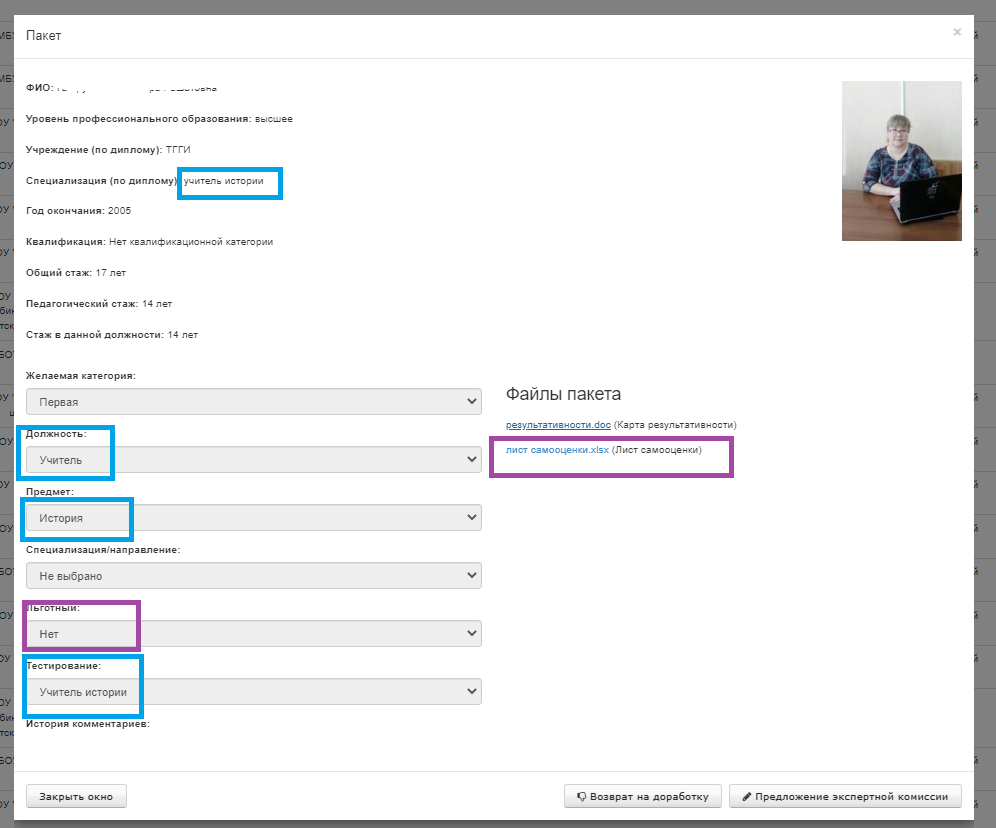 Пакет
×
ФИО:
Уровень профессионального образования: высшее
Учреждение (по диплому): ТГГИ
Специализация (по диплому) учитель истории
Год окончания: 2005
Квалификация: Нет квалификационной категории
Общий стаж: 17 лет
Педагогический стаж: 14 лет
Стаж в данной должности: 14 лет
Желаемая категория:
Первая
Должность:
Учитель
Предмет:
История
Специализация/направление:
Не выбрано
Льготный:
Нет
Тестирование:
Учитель истории
История комментариев:
Файлы пакета
результативности.doc (Карта результативности)
лист самооценки.xlsx (Лист самооценки)
Закрыть окно
Возврат на доработку
Предложение экспертной комиссии